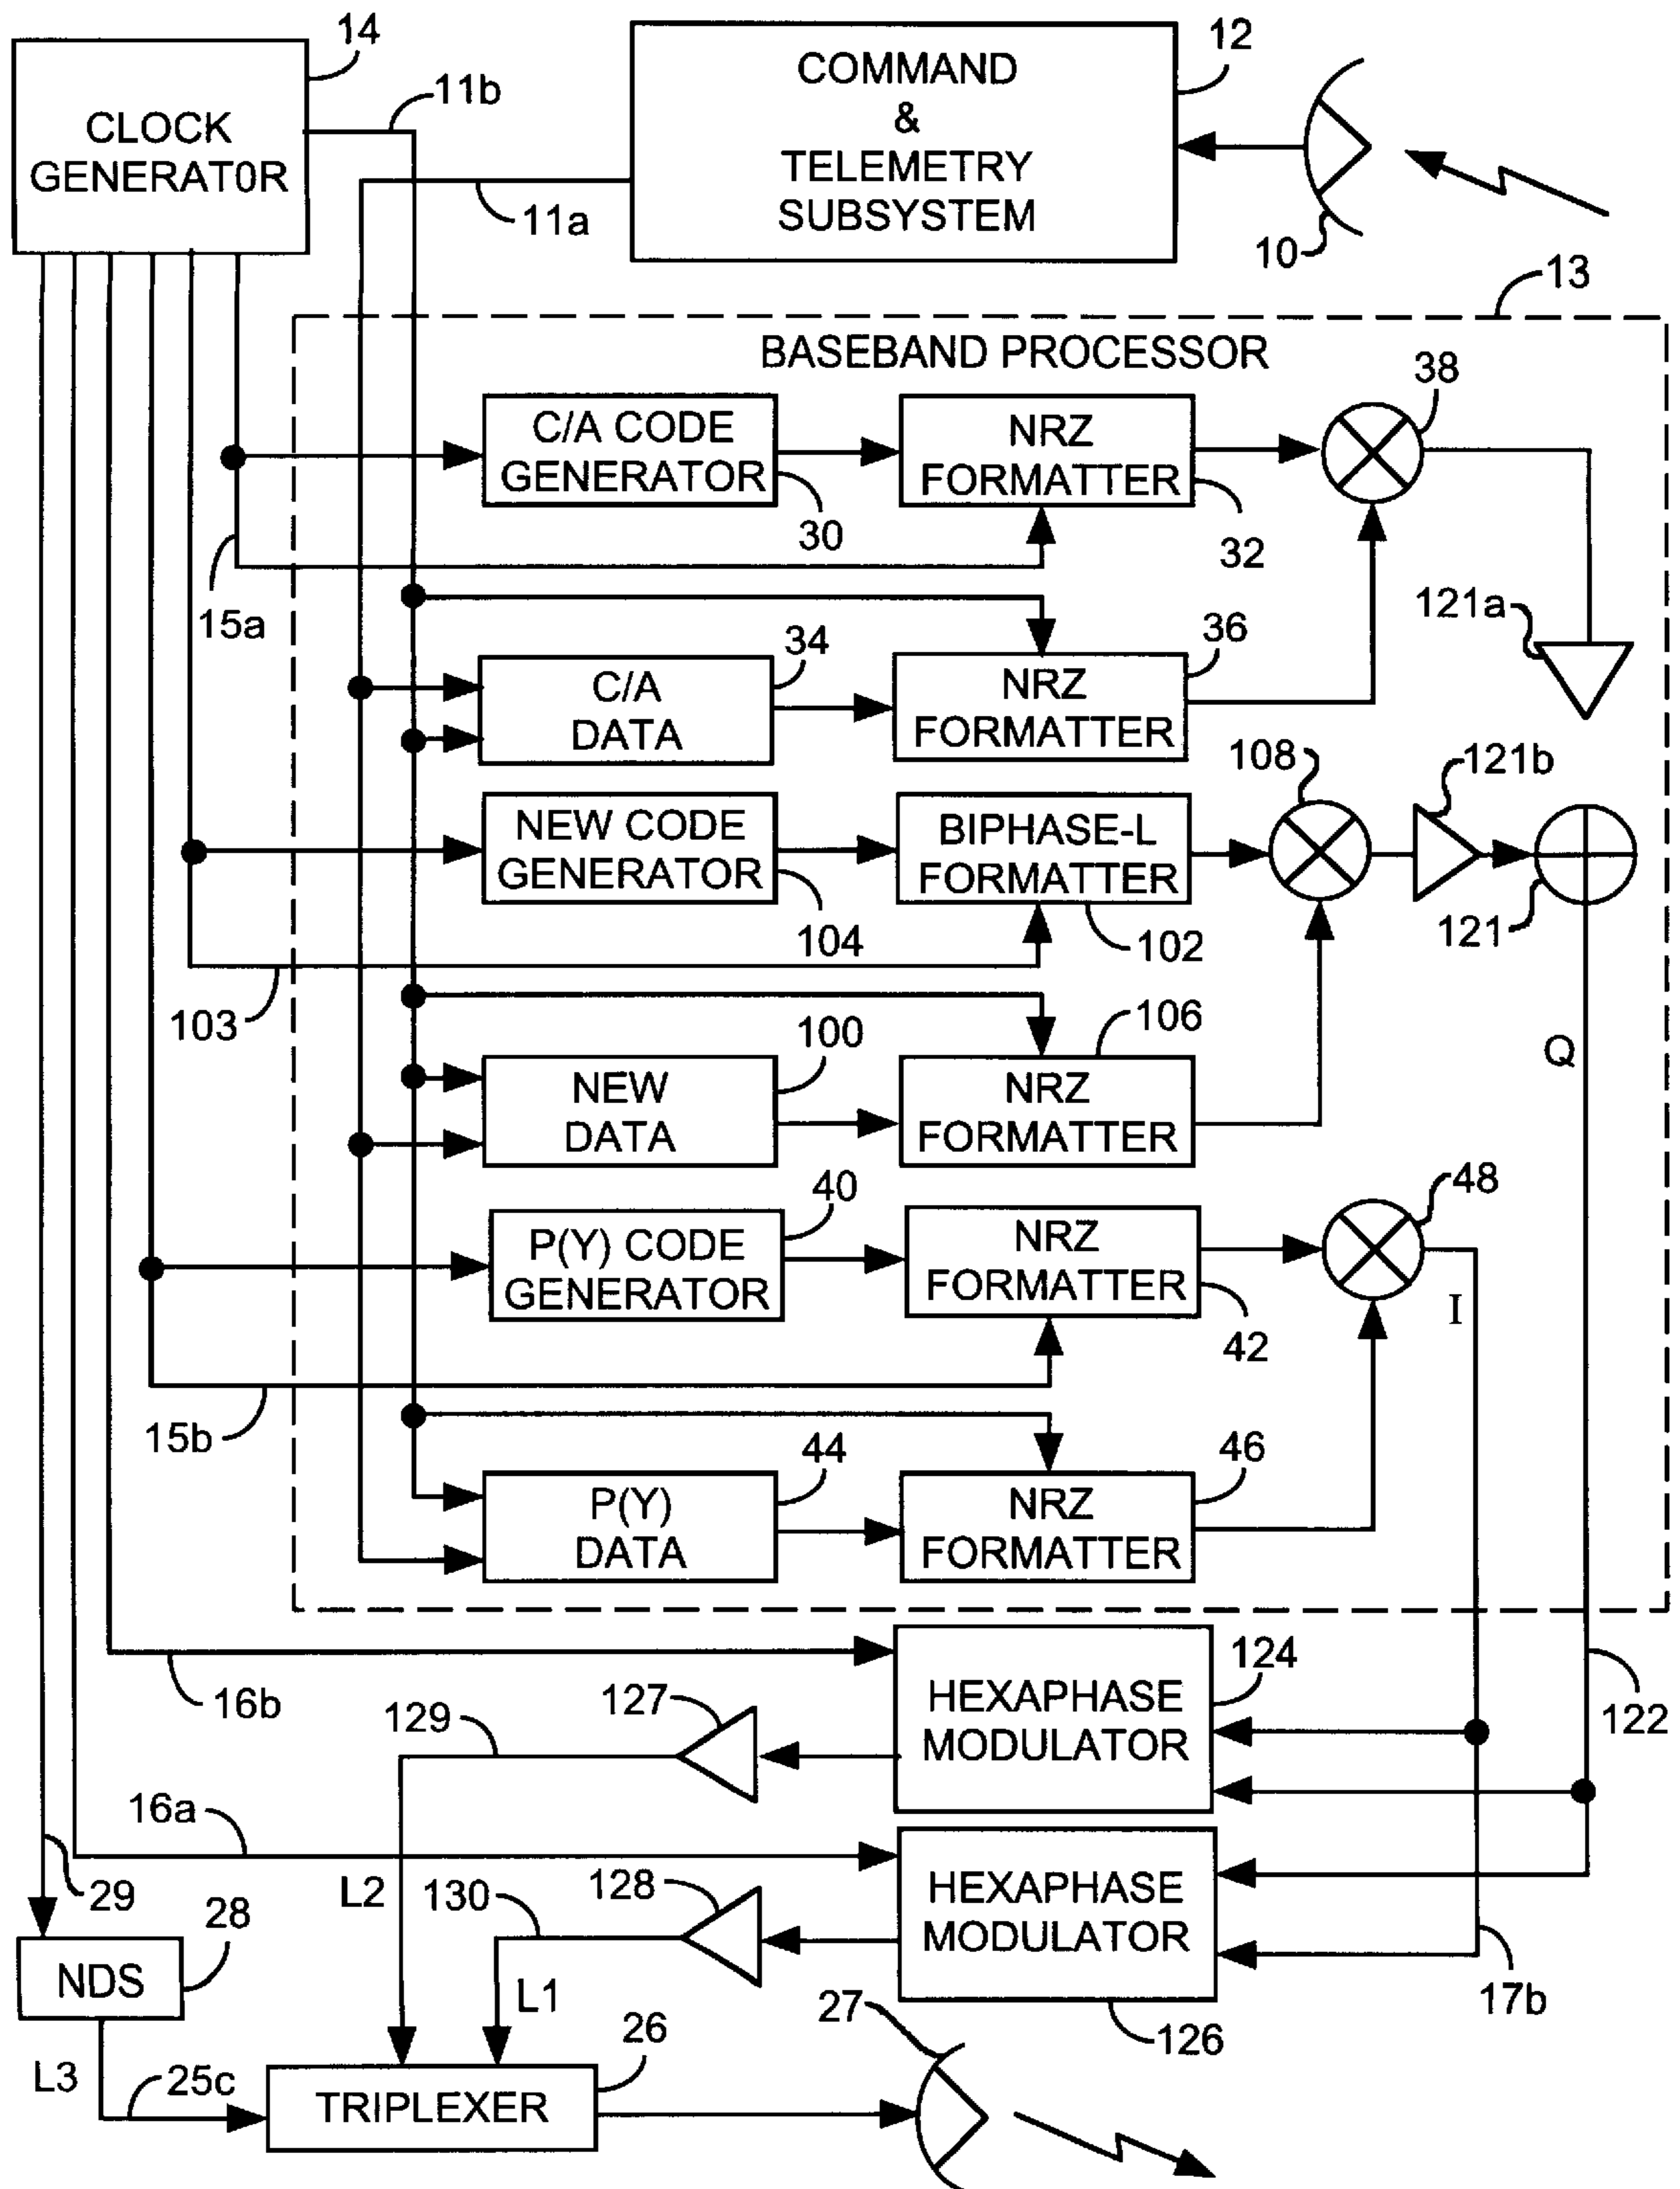 14
12
11b
COMMAND
&
TELEMETRY
SUBSYSTEM
CLOCK
GENERAT0R
11a
10
13
BASEBAND PROCESSOR
38
C/A CODE
GENERATOR
NRZ
FORMATTER
30
32
15a
121a
34
36
C/A
DATA
NRZ
FORMATTER
108
121b
NEW CODE
GENERATOR
BIPHASE-L
FORMATTER
104
102
121
103
106
100
Q
NEW
DATA
NRZ
FORMATTER
40
48
P(Y) CODE
GENERATOR
NRZ
FORMATTER
I
42
15b
44
46
P(Y)
DATA
NRZ
FORMATTER
124
16b
127
129
HEXAPHASE
MODULATOR
122
16a
L2
130
128
29
28
HEXAPHASE
MODULATOR
NDS
L1
17b
27
26
126
L3
25c
TRIPLEXER